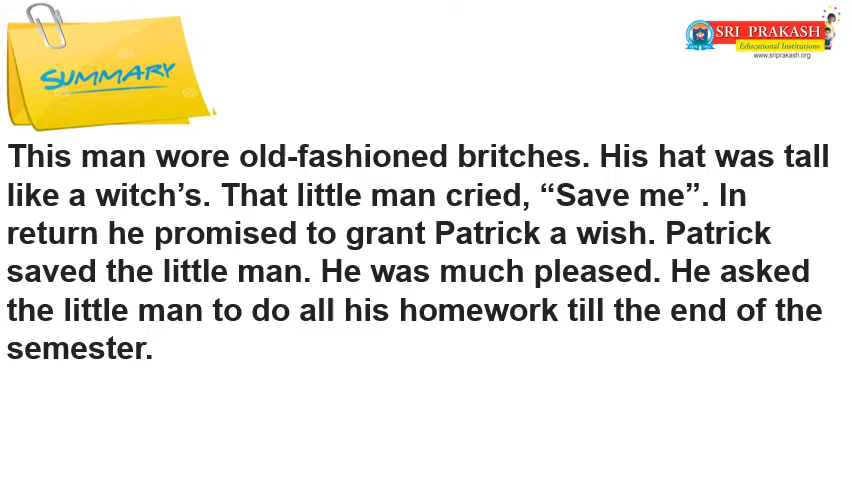 SUMMARY
SRI PRAKASH
Educational Institutions
www.sriprakash.org
This man wore old-fashioned britches. His hat was tall
like a witch’s. That little man cried, “Save me”. In
return he promised to grant Patrick a wish. Patrick
saved the little man. He was much pleased. He asked
the little man to do all his homework till the end of the
semester.